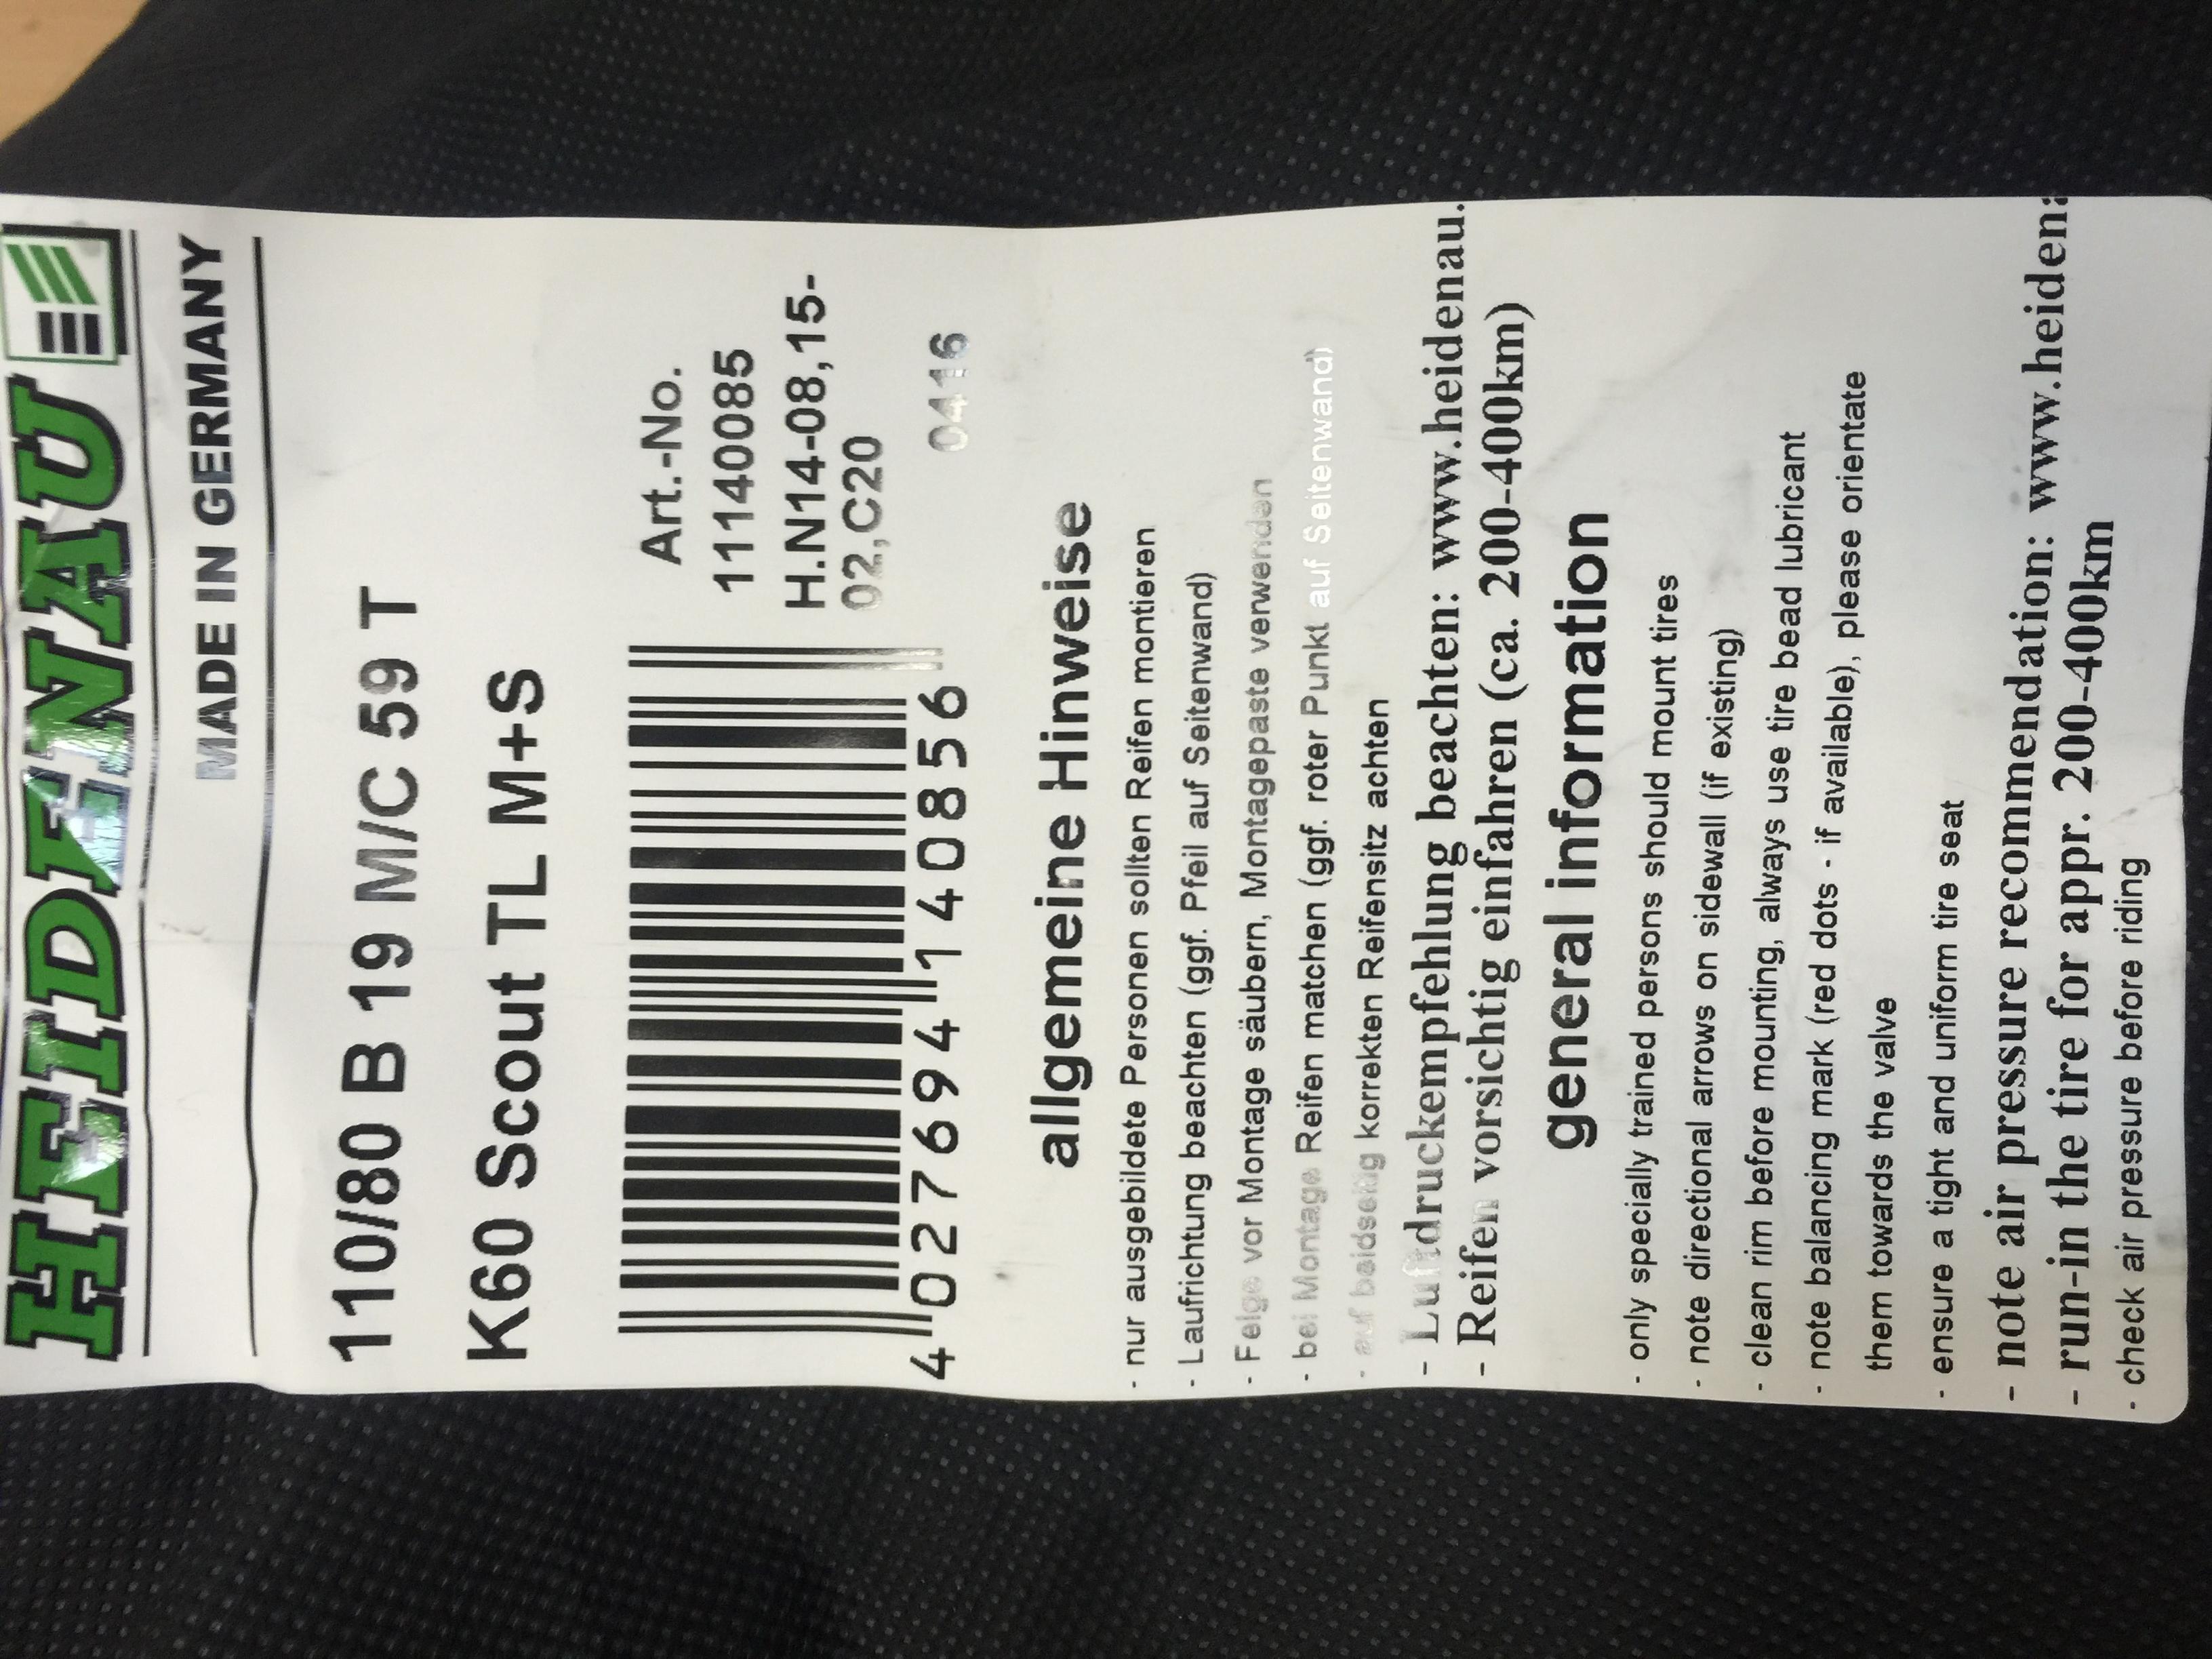 HEIDENAU
MADE IN GERMANY
110/80 B 19 M/C 59 T
K60 Scout TL M+S
Art.-No.
11140085
H.N14-08,15-
02,C20
0416
4 027694 140856
allgemeine Hinweise
- nur ausgebildete Personen sollten Reifen montieren
- Laufrichtung beachten (ggf. Pfeil auf Seitenwand)
- Felge vor Montage säubern, Montagepaste verwenden
- bei Montage Reifen matchen (ggf. roter Punkt auf Seitenwand)
- auf beidseitig korrekten Reifensitz achten
- Luftdruckempfehlung beachten: www.heidenau.
- Reifen vorsichtig einfahren (ca. 200-400km)
general information
- only specially trained persons should mount tires
- note directional arrows on sidewall (if existing)
- clean rim before mounting, always use tire bead lubricant
- note balancing mark (red dots - if available), please orientate
them towards the valve
- ensure a tight and uniform tire seat
- note air pressure recommendation: www.heidena
- run-in the tire for appr. 200-400km
- check air pressure before riding